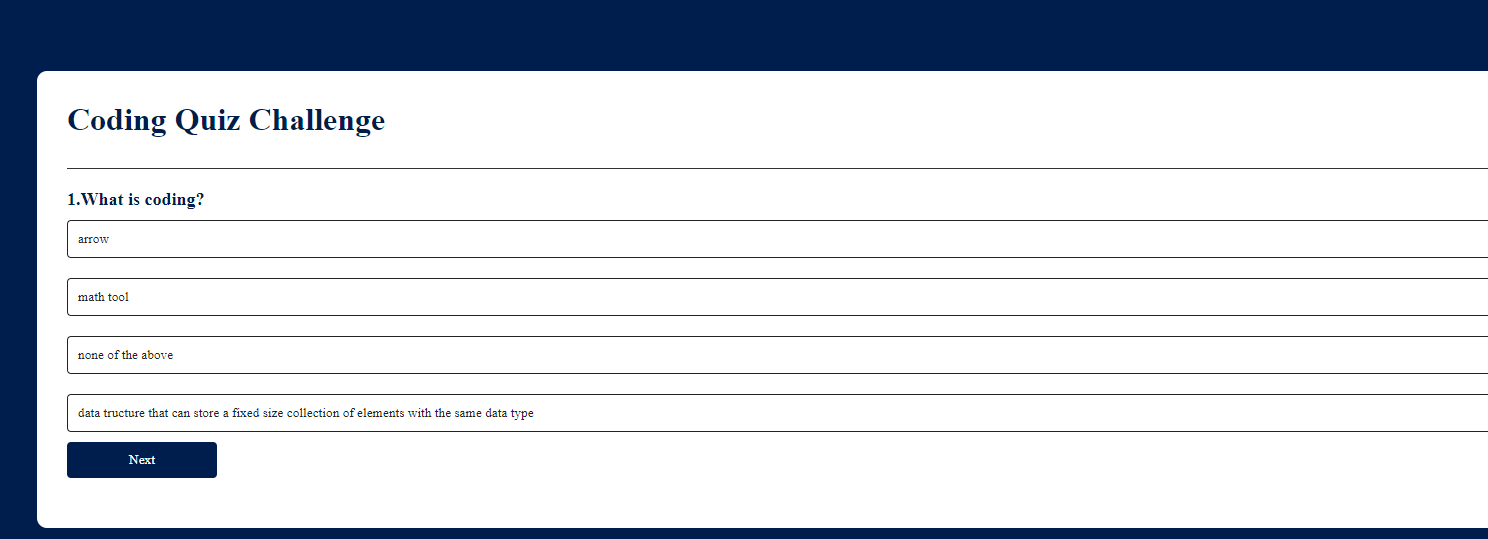 Coding Quiz Challenge
1.What is coding?
arrow
math tool
none of the above
data tructure that can store a fixed size collection of elements with the same data type
Next